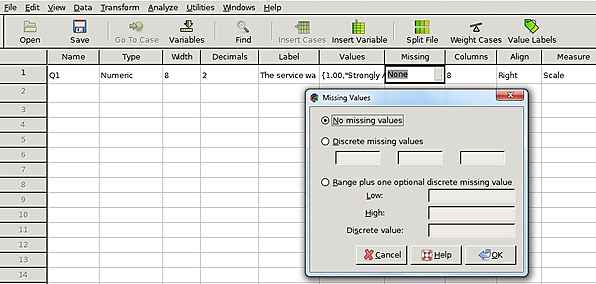 File Edit View Data Transform Analyze Utilities Windows Help
Open Save Go To Case Variables Find Insert Cases Insert Variable Split File Weight Cases Value Labels
Name Type Width Decimals Label Values Missing Columns Align Measure
1 Q1 Numeric 8 2 The service wa {1.00,"Strongly A None 8 Right Scale
2
3
4
5
6
7
8
9
10
11
12
13
14
Missing Values
No missing values
Discrete missing values
Range plus one optional discrete missing value
Low:
High:
Discrete value:
Cancel Help OK